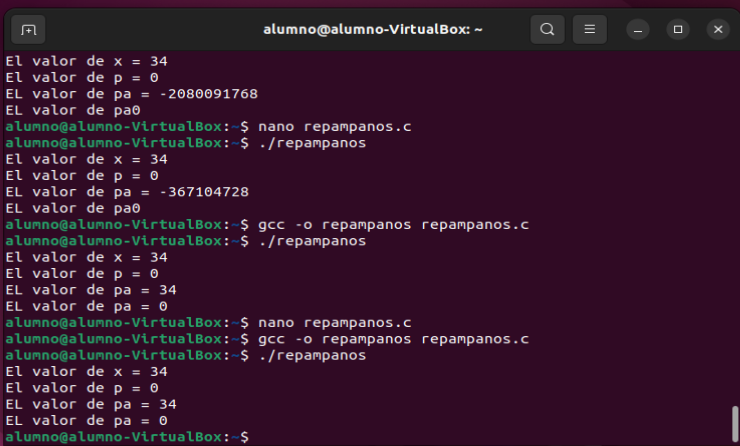 alumno@alumno-VirtualBox: ~
El valor de x = 34
El valor de p = 0
EL valor de pa = -2080091768
EL valor de pa0
alumno@alumno-VirtualBox:~$ nano repampanos.c
alumno@alumno-VirtualBox:~$ ./repampanos
El valor de x = 34
El valor de p = 0
EL valor de pa = -367104728
EL valor de pa0
alumno@alumno-VirtualBox:~$ gcc -o repampanos repampanos.c
alumno@alumno-VirtualBox:~$ ./repampanos
El valor de x = 34
El valor de p = 0
EL valor de pa = 34
EL valor de pa = 0
alumno@alumno-VirtualBox:~$ nano repampanos.c
alumno@alumno-VirtualBox:~$ gcc -o repampanos repampanos.c
alumno@alumno-VirtualBox:~$ ./repampanos
El valor de x = 34
El valor de p = 0
EL valor de pa = 34
EL valor de pa = 0
alumno@alumno-VirtualBox:~$